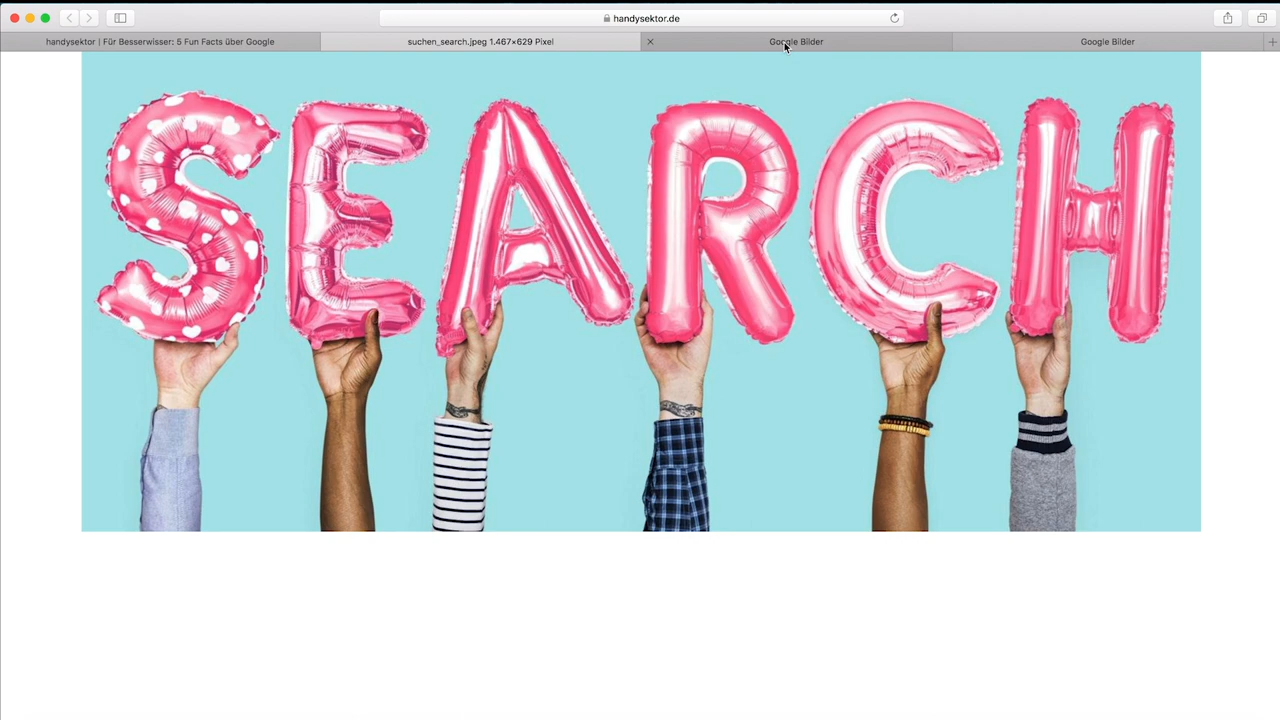 handysektor.de
handysektor | Für Besserwisser: 5 Fun Facts über Google
suchen_search.jpeg 1.467×629 Pixel
Google Bilder
Google Bilder
SEARCH